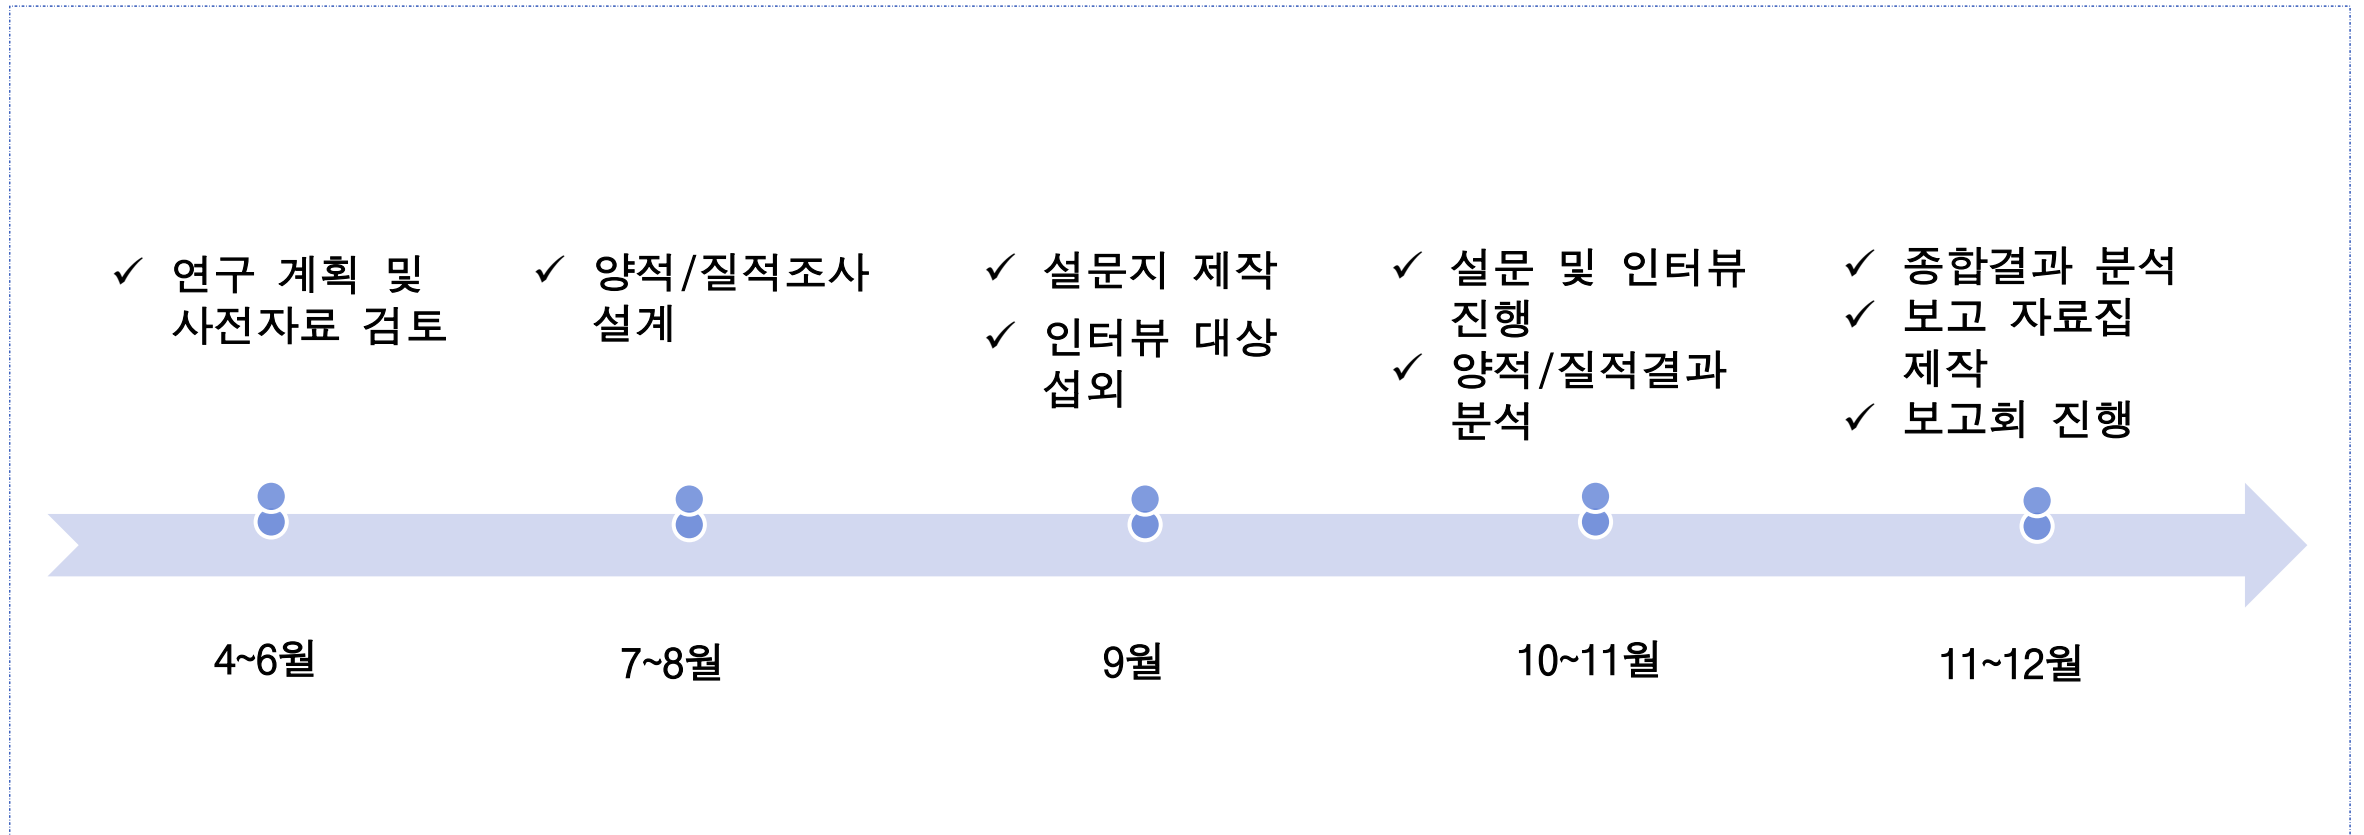 ✓ 연구 계획 및
사전자료 검토
✓ 양적/질적조사
설계
✓ 설문지 제작
✓ 인터뷰 대상
섭외
✓ 설문 및 인터뷰
진행
✓ 양적/질적결과
분석
✓ 종합결과 분석
✓ 보고 자료집
제작
✓ 보고회 진행
4~6월
7~8월
9월
10~11월
11~12월